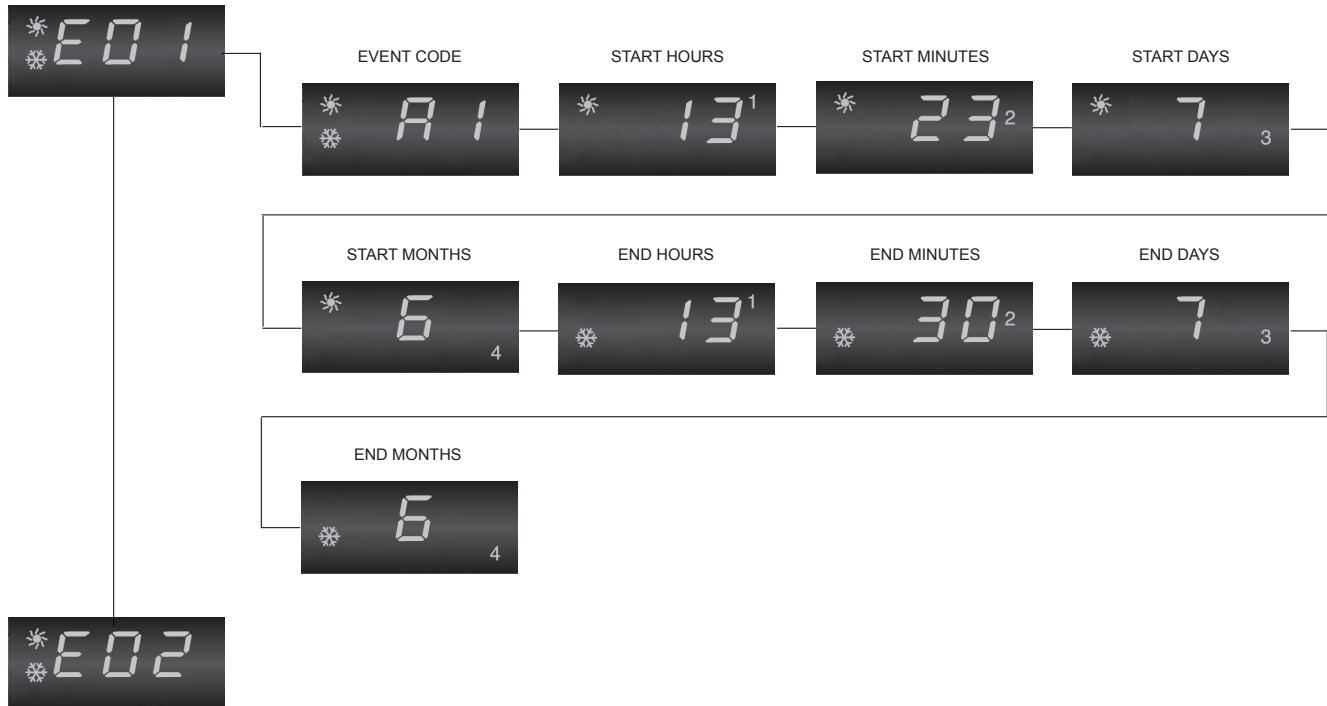 E01
EVENT CODE
START HOURS
START MINUTES
START DAYS
A1
13 1
23 2
7 3
START MONTHS
END HOURS
END MINUTES
END DAYS
6 4
13 1
30 2
7 3
END MONTHS
6 4
E02